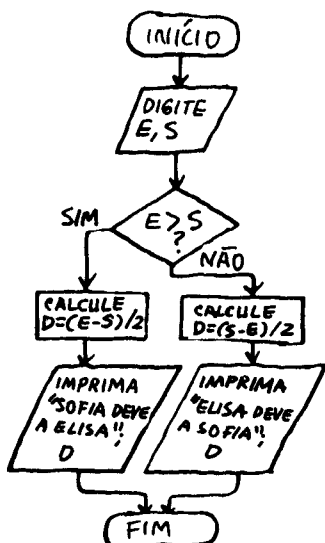 INÍCIO
DIGITE
E, S
E > S
?
SIM
NÃO
CALCULE
D=(E-S)/2
CALCULE
D=(S-E)/2
IMPRIMA
"SOFIA DEVE
A ELISA";
D
IMPRIMA
"ELISA DEVE
A SOFIA";
D
FIM